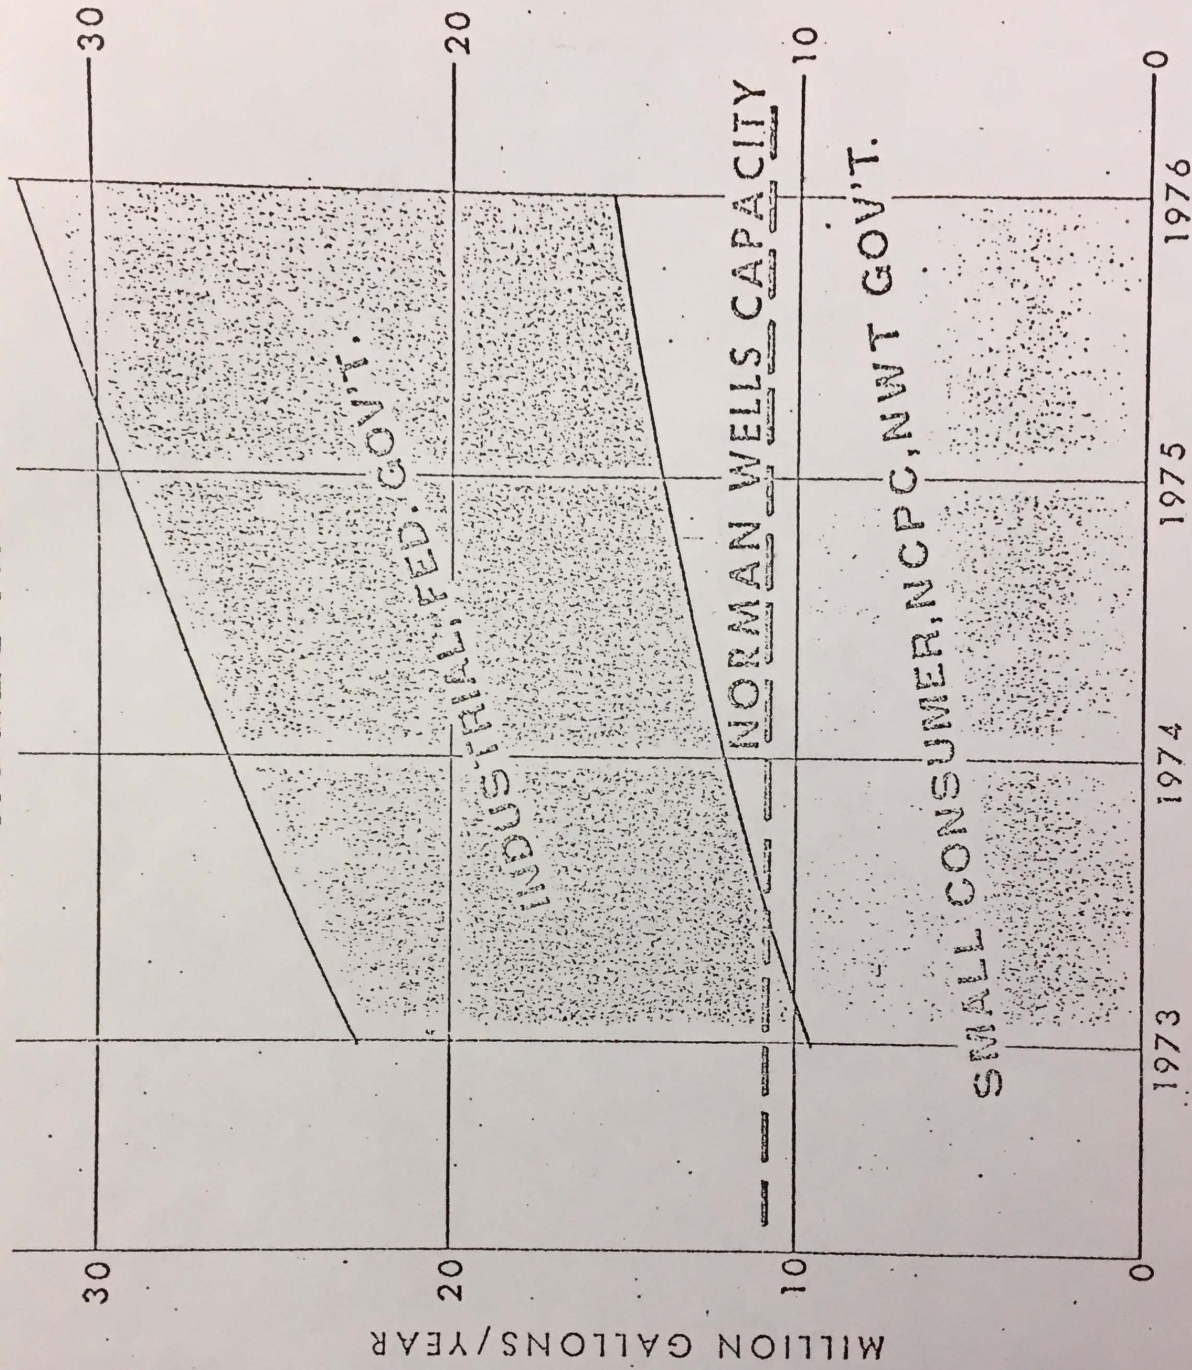 30
30
20
20
INDUSTRIAL, FED. GOV'T.
NORMAN WELLS CAPACITY
10
10
SMALL CONSUMER, NCPC, NWT GOV'T.
0
0
MILLION GALLONS/YEAR
1973 1974 1975 1976